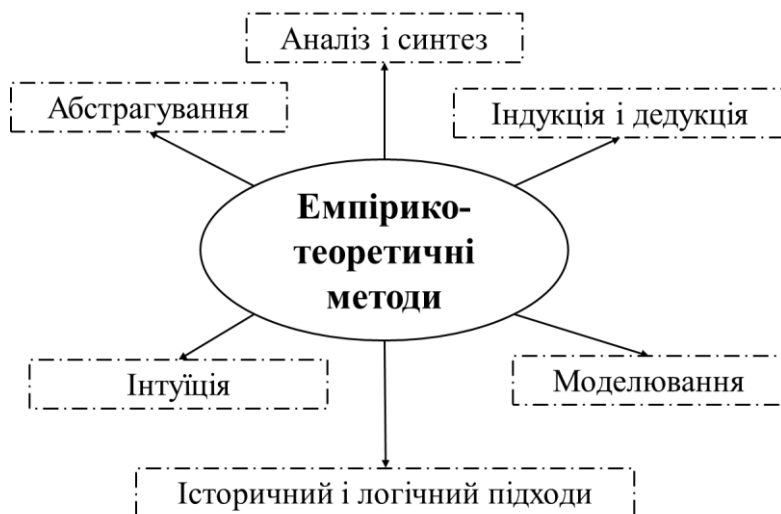 Аналіз і синтез
Абстрагування
Індукція і дедукція
Емпірико-
теоретичні
методи
Інтуїція
Моделювання
Історичний і логічний підходи